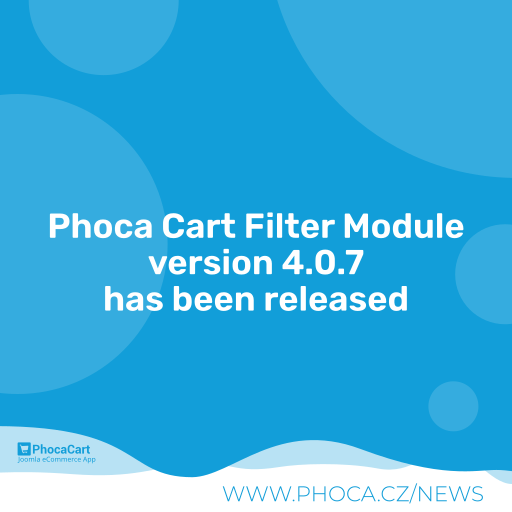 Phoca Cart Filter Module
version 4.0.7
has been released
PhocaCart
Joomla eCommerce App
WWW.PHOCA.CZ/NEWS